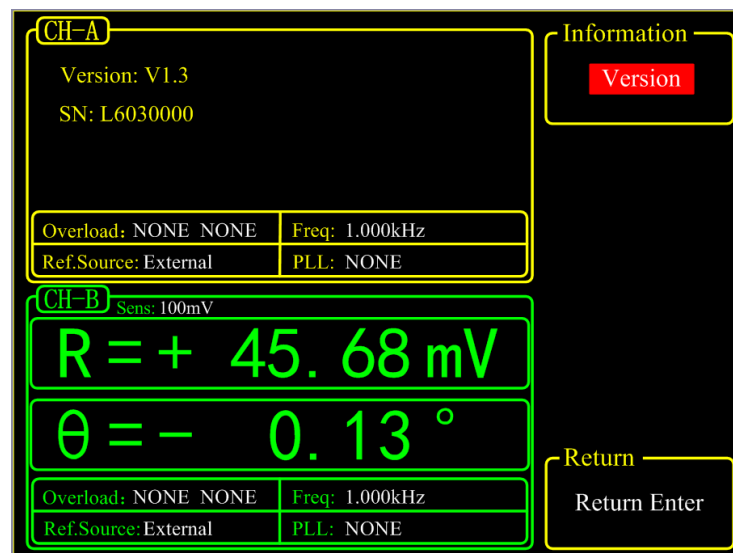 CH-A
Version: V1.3
SN: L6030000
Overload: NONE NONE Freq: 1.000kHz
Ref.Source: External PLL: NONE
CH-B Sens: 100mV
R=+ 45.68mV
θ=- 0.13°
Overload: NONE NONE Freq: 1.000kHz
Ref.Source: External PLL: NONE
Information
Version
Return
Return Enter